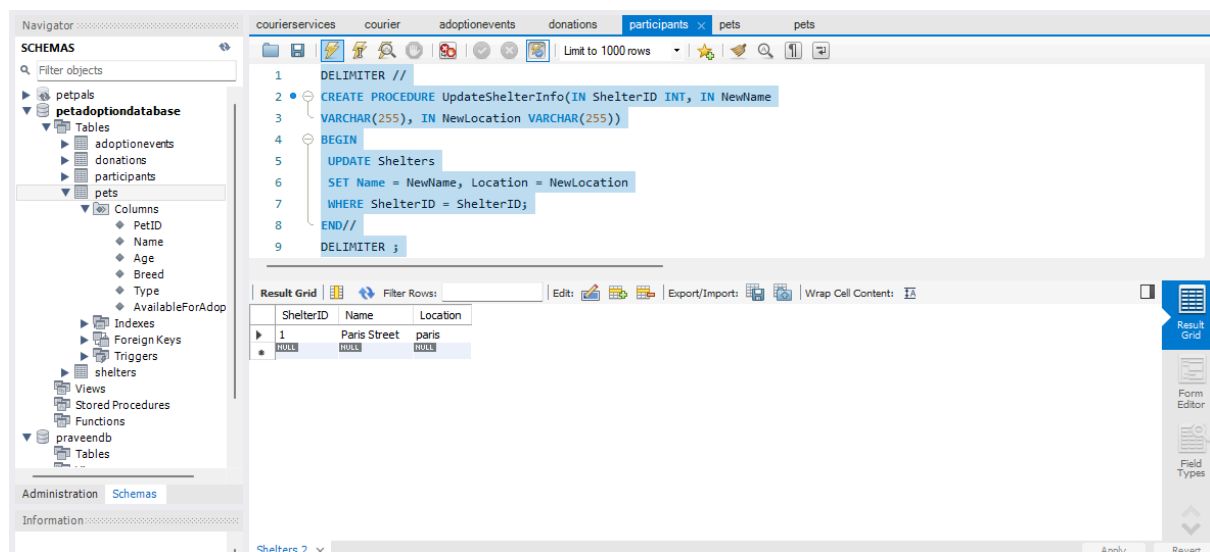 Navigator
SCHEMAS
Filter objects
petpals
petadoptiondatabase
Tables
adoptionevents
donations
participants
pets
Columns
PetID
Name
Age
Breed
Type
AvailableForAdop
Indexes
Foreign Keys
Triggers
shelters
Views
Stored Procedures
Functions
praveendb
Tables
Administration Schemas
Information
courierservices courier adoptionevents donations participants pets pets
Limit to 1000 rows
1 DELIMITER //
2 CREATE PROCEDURE UpdateShelterInfo(IN ShelterID INT, IN NewName
3 VARCHAR(255), IN NewLocation VARCHAR(255))
4 BEGIN
5 UPDATE Shelters
6 SET Name = NewName, Location = NewLocation
7 WHERE ShelterID = ShelterID;
8 END//
9 DELIMITER ;
Result Grid Filter Rows: Edit: Export/Import: Wrap Cell Content:
ShelterID Name Location
1 Paris Street paris
NULL NULL NULL
Result
Grid
Form
Editor
Field
Types
Shelters 2 Apply Revert